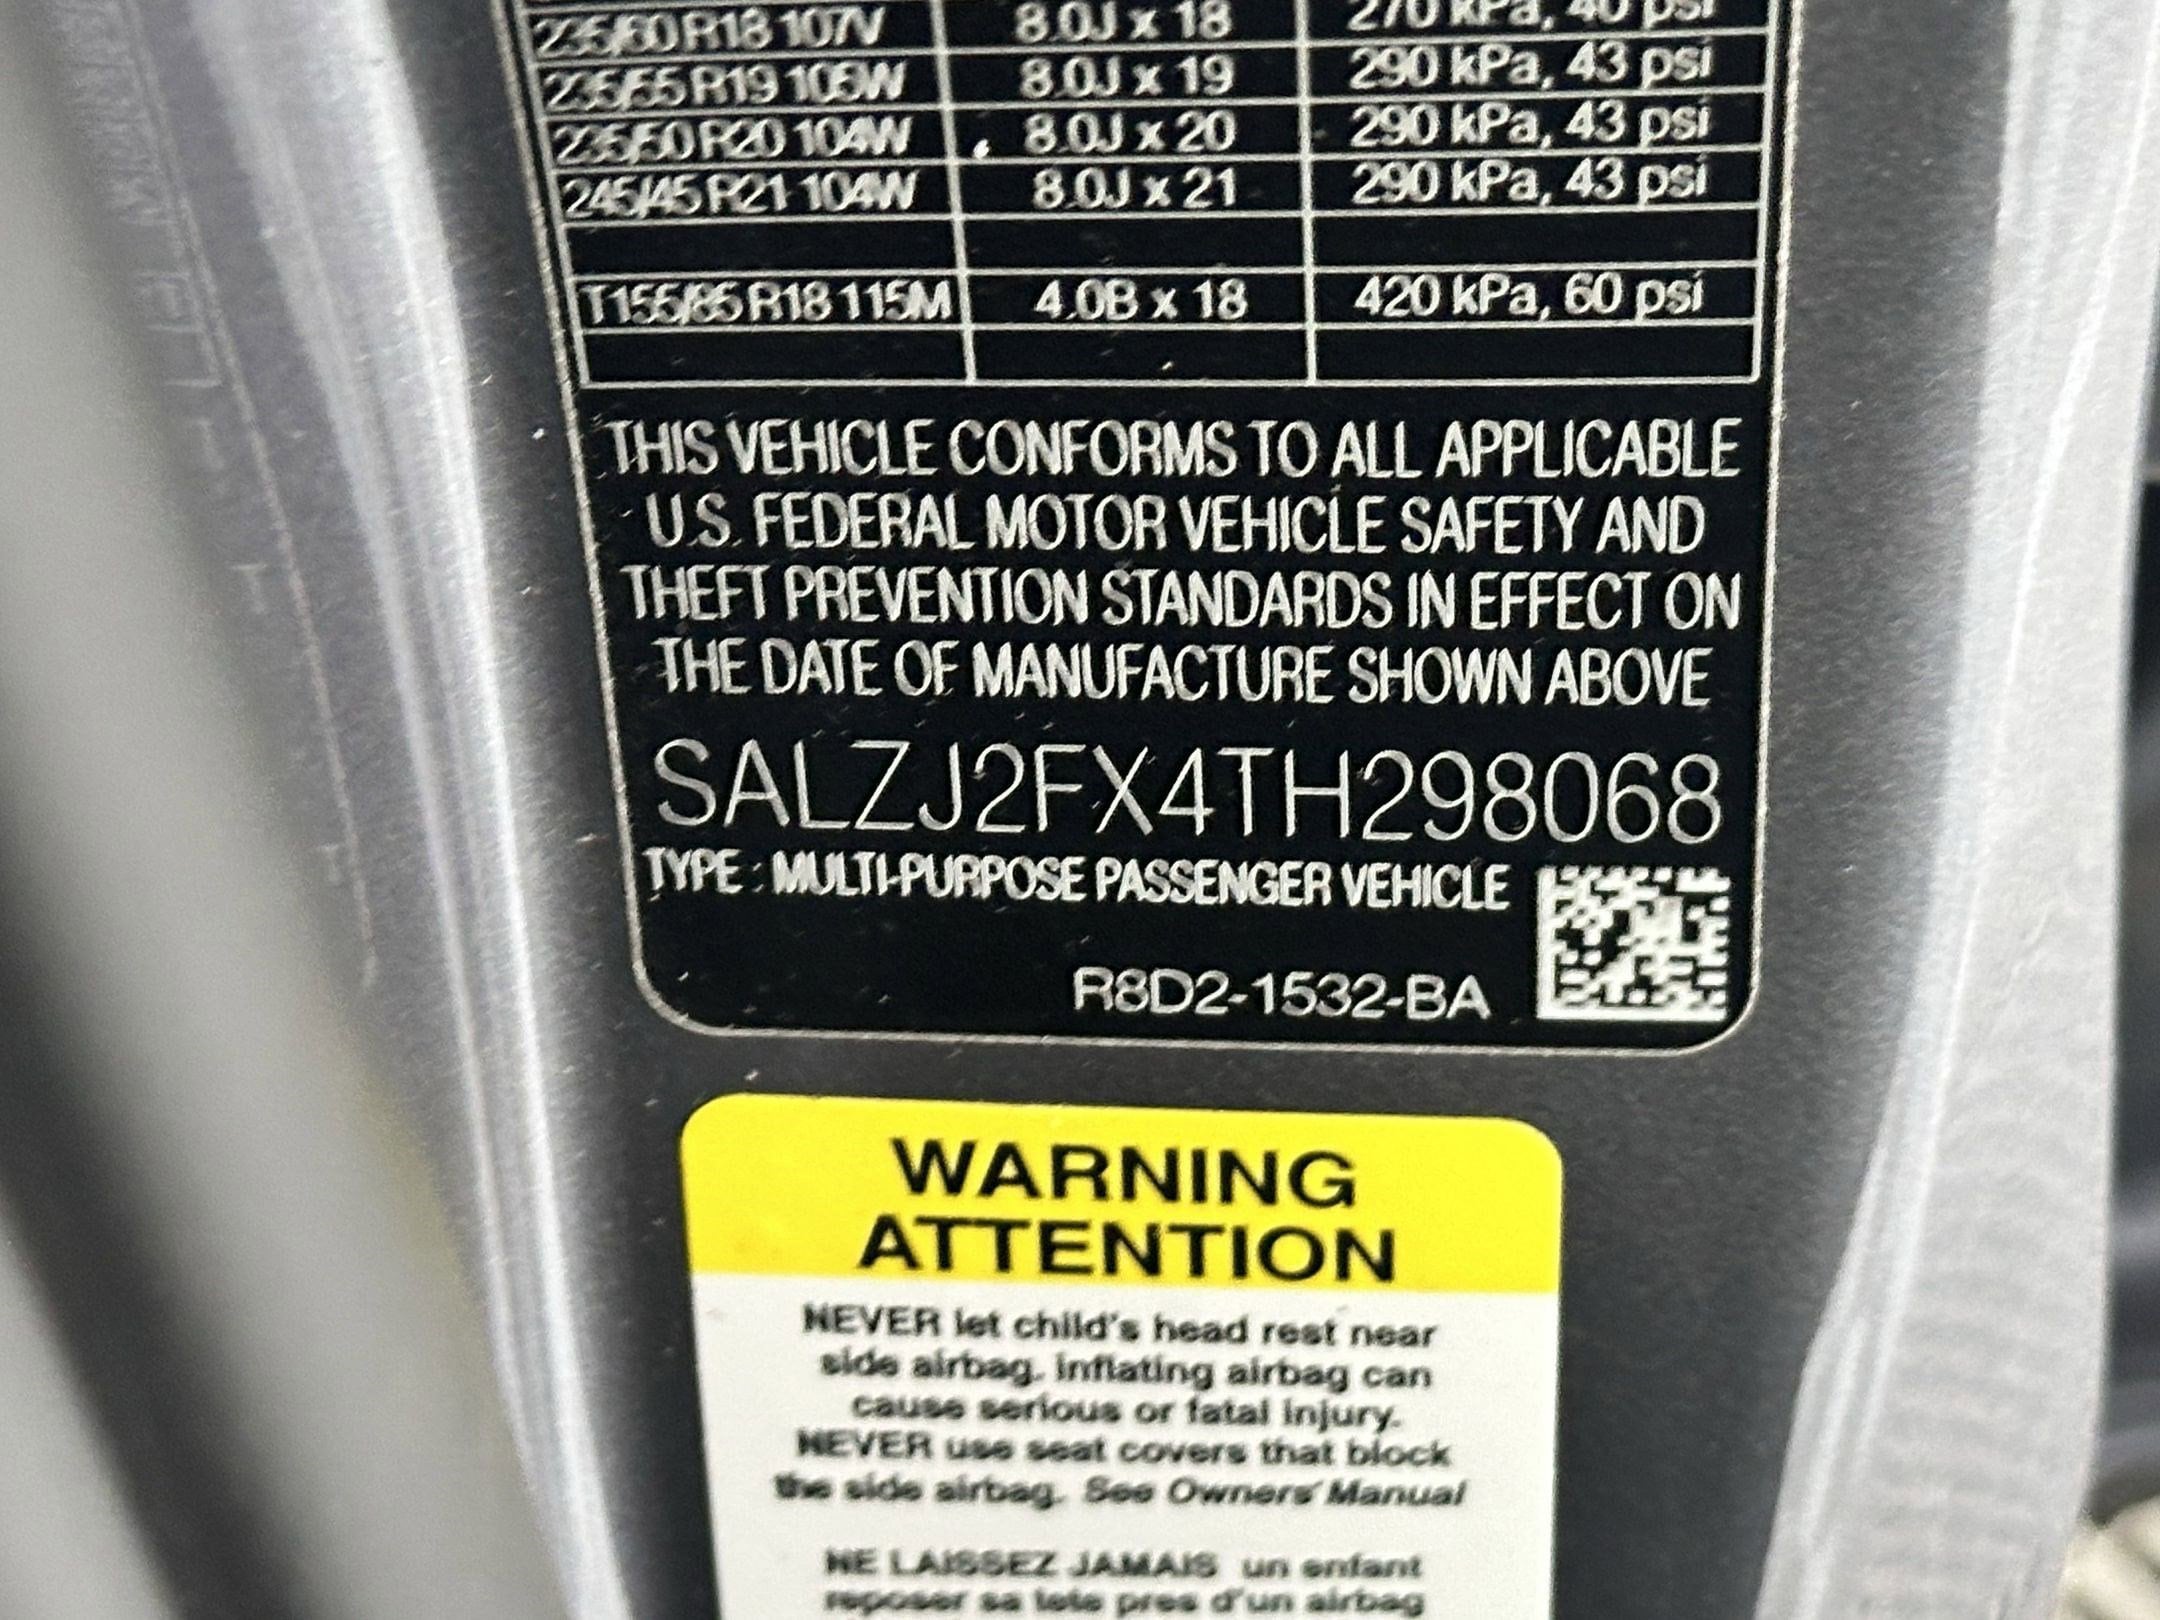 235/60 R18 107V 8.0J x 18 270 kPa, 40 psi
235/55 R19 105W 8.0J x 19 290 kPa, 43 psi
235/50 R20 104W 8.0J x 20 290 kPa, 43 psi
245/45 R21 104W 8.0J x 21 290 kPa, 43 psi
T155/85 R18 115M 4.0B x 18 420 kPa, 60 psi
THIS VEHICLE CONFORMS TO ALL APPLICABLE
U.S. FEDERAL MOTOR VEHICLE SAFETY AND
THEFT PREVENTION STANDARDS IN EFFECT ON
THE DATE OF MANUFACTURE SHOWN ABOVE
SALZJ2FX4TH298068
TYPE : MULTI-PURPOSE PASSENGER VEHICLE
R8D2-1532-BA
WARNING
ATTENTION
NEVER let child's head rest near
side airbag. Inflating airbag can
cause serious or fatal injury.
NEVER use seat covers that block
the side airbag. See Owners' Manual
NE LAISSEZ JAMAIS un enfant
reposer sa tete pres d'un airbag